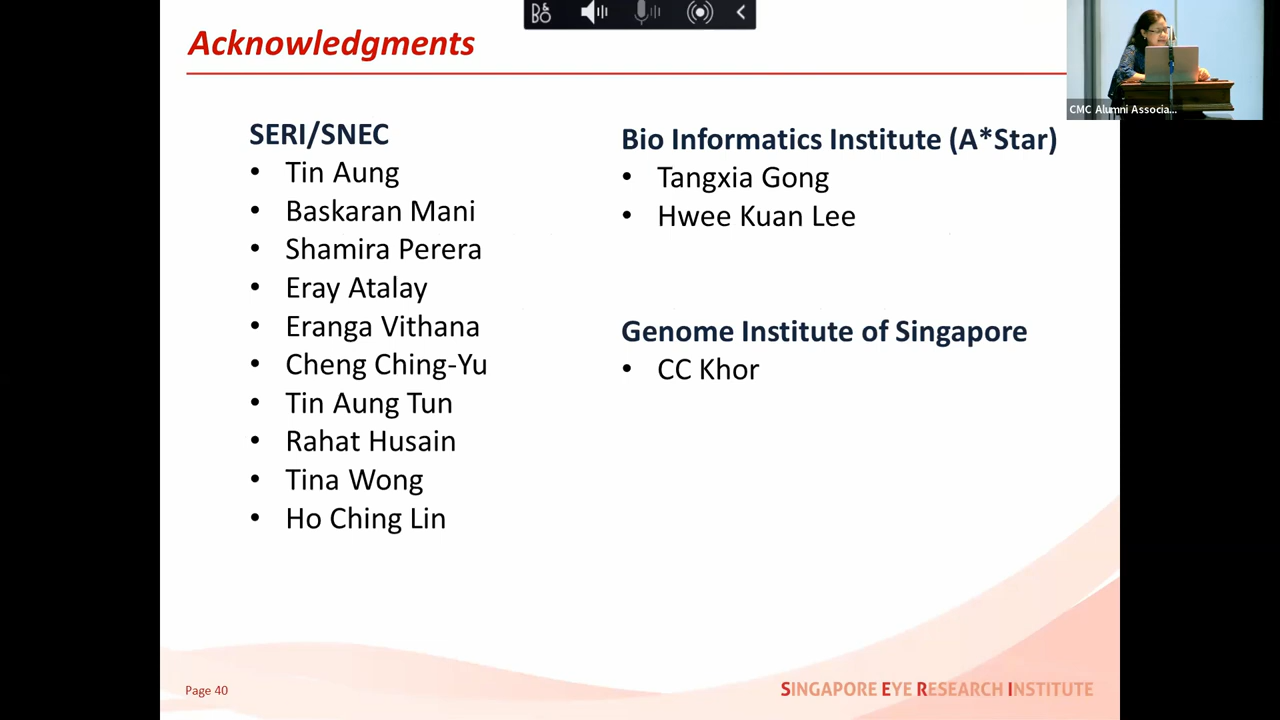 Acknowledgments
CMC Alumni Associa...
SERI/SNEC
• Tin Aung
• Baskaran Mani
• Shamira Perera
• Eray Atalay
• Eranga Vithana
• Cheng Ching-Yu
• Tin Aung Tun
• Rahat Husain
• Tina Wong
• Ho Ching Lin
Bio Informatics Institute (A*Star)
• Tangxia Gong
• Hwee Kuan Lee
Genome Institute of Singapore
• CC Khor
Page 40
SINGAPORE EYE RESEARCH INSTITUTE